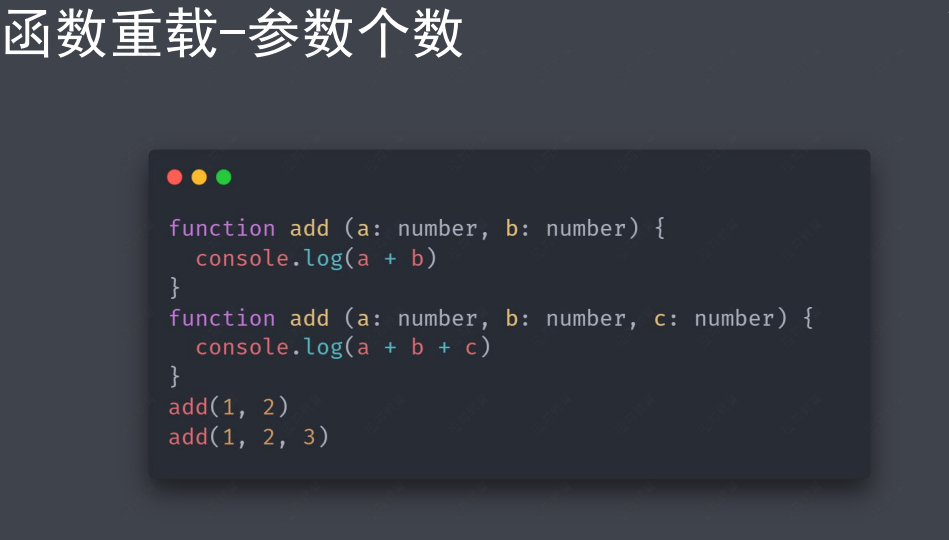 函数重载-参数个数
function add (a: number, b: number) {
  console.log(a + b)
}
function add (a: number, b: number, c: number) {
  console.log(a + b + c)
}
add(1, 2)
add(1, 2, 3)